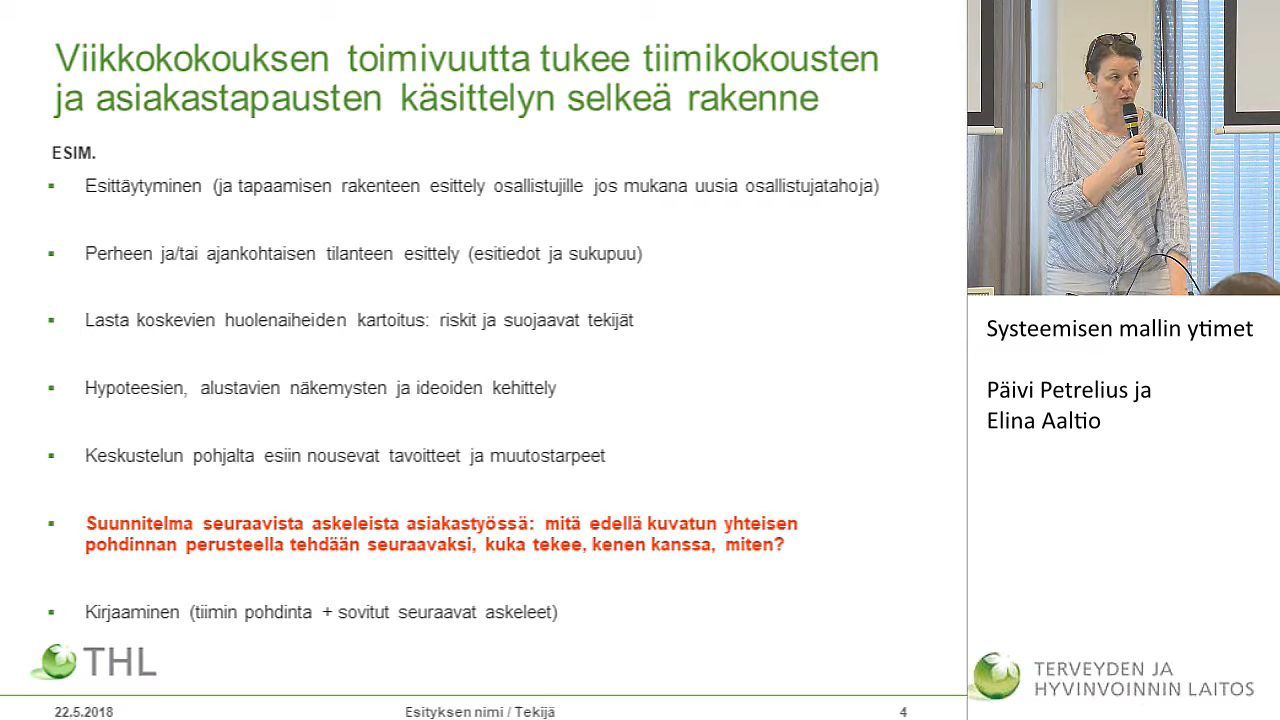 Viikkokokouksen toimivuutta tukee tiimikokousten
ja asiakastapausten käsittelyn selkeä rakenne
ESIM.
▪ Esittäytyminen (ja tapaamisen rakenteen esittely osallistujille jos mukana uusia osallistujatahoja)
▪ Perheen ja/tai ajankohtaisen tilanteen esittely (esitiedot ja sukupuu)
▪ Lasta koskevien huolenaiheiden kartoitus: riskit ja suojaavat tekijät
▪ Hypoteesien, alustavien näkemysten ja ideoiden kehittely
▪ Keskustelun pohjalta esiin nousevat tavoitteet ja muutostarpeet
▪ Suunnitelma seuraavista askeleista asiakastyössä: mitä edellä kuvatun yhteisen
pohdinnan perusteella tehdään seuraavaksi, kuka tekee, kenen kanssa, miten?
▪ Kirjaaminen (tiimin pohdinta + sovitut seuraavat askeleet)
THL
22.5.2018
Esityksen nimi / Tekijä
4
Systeemisen mallin ytimet
Päivi Petrelius ja
Elina Aaltio
TERVEYDEN JA
HYVINVOINNIN LAITOS